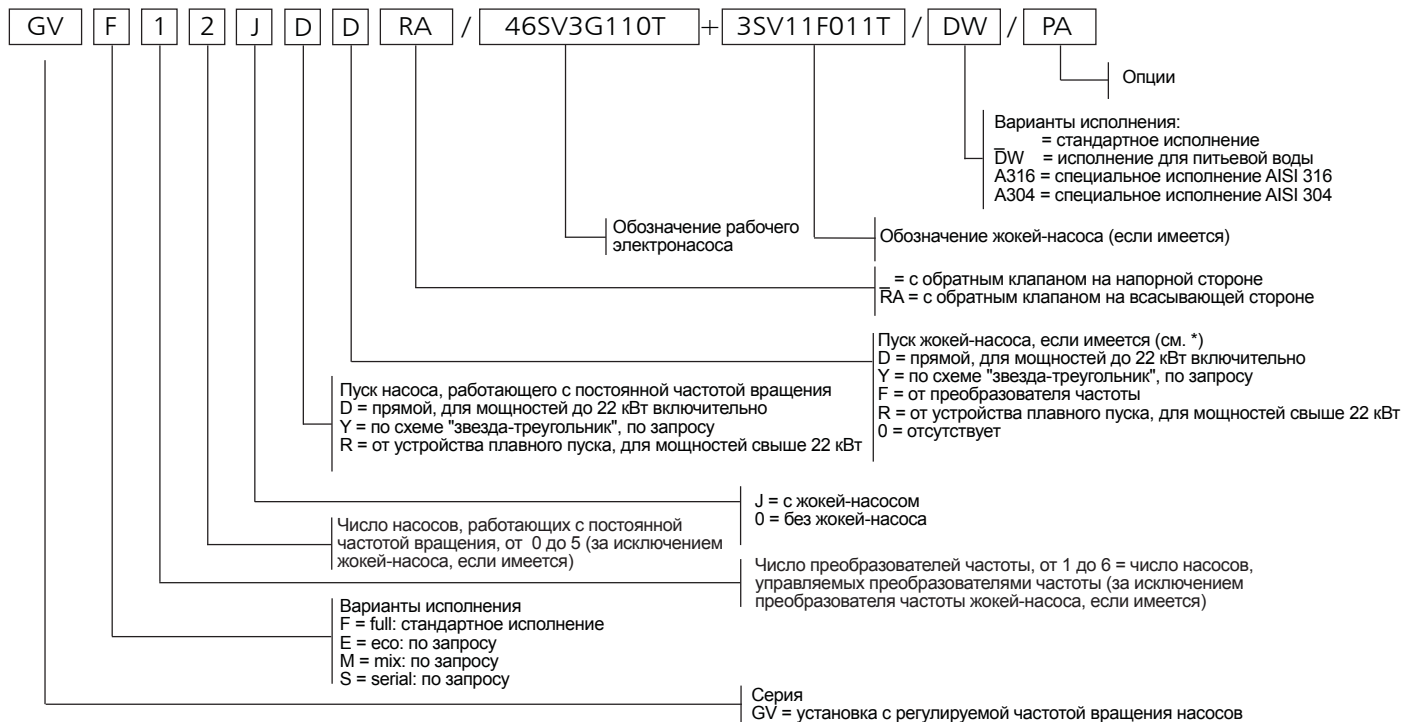 GV F 1 2 J D D RA / 46SV3G110T + 3SV11F011T / DW / PA
Опции
Варианты исполнения:
_ = стандартное исполнение
DW = исполнение для питьевой воды
A316 = специальное исполнение AISI 316
A304 = специальное исполнение AISI 304
Обозначение рабочего
электронасоса
Обозначение жокей-насоса (если имеется)
_ = с обратным клапаном на напорной стороне
RA = с обратным клапаном на всасывающей стороне
Пуск жокей-насоса, если имеется (см. *)
D = прямой, для мощностей до 22 кВт включительно
Y = по схеме "звезда-треугольник", по запросу
F = от преобразователя частоты
R = от устройства плавного пуска, для мощностей свыше 22 кВт
0 = отсутствует
Пуск насоса, работающего с постоянной частотой вращения
D = прямой, для мощностей до 22 кВт включительно
Y = по схеме "звезда-треугольник", по запросу
R = от устройства плавного пуска, для мощностей свыше 22 кВт
J = с жокей-насосом
0 = без жокей-насоса
Число насосов, работающих с постоянной
частотой вращения, от 0 до 5 (за исключением
жокей-насоса, если имеется)
Число преобразователей частоты, от 1 до 6 = число насосов,
управляемых преобразователями частоты (за исключением
преобразователя частоты жокей-насоса, если имеется)
Варианты исполнения
F = full: стандартное исполнение
E = eco: по запросу
M = mix: по запросу
S = serial: по запросу
Серия
GV = установка с регулируемой частотой вращения насосов